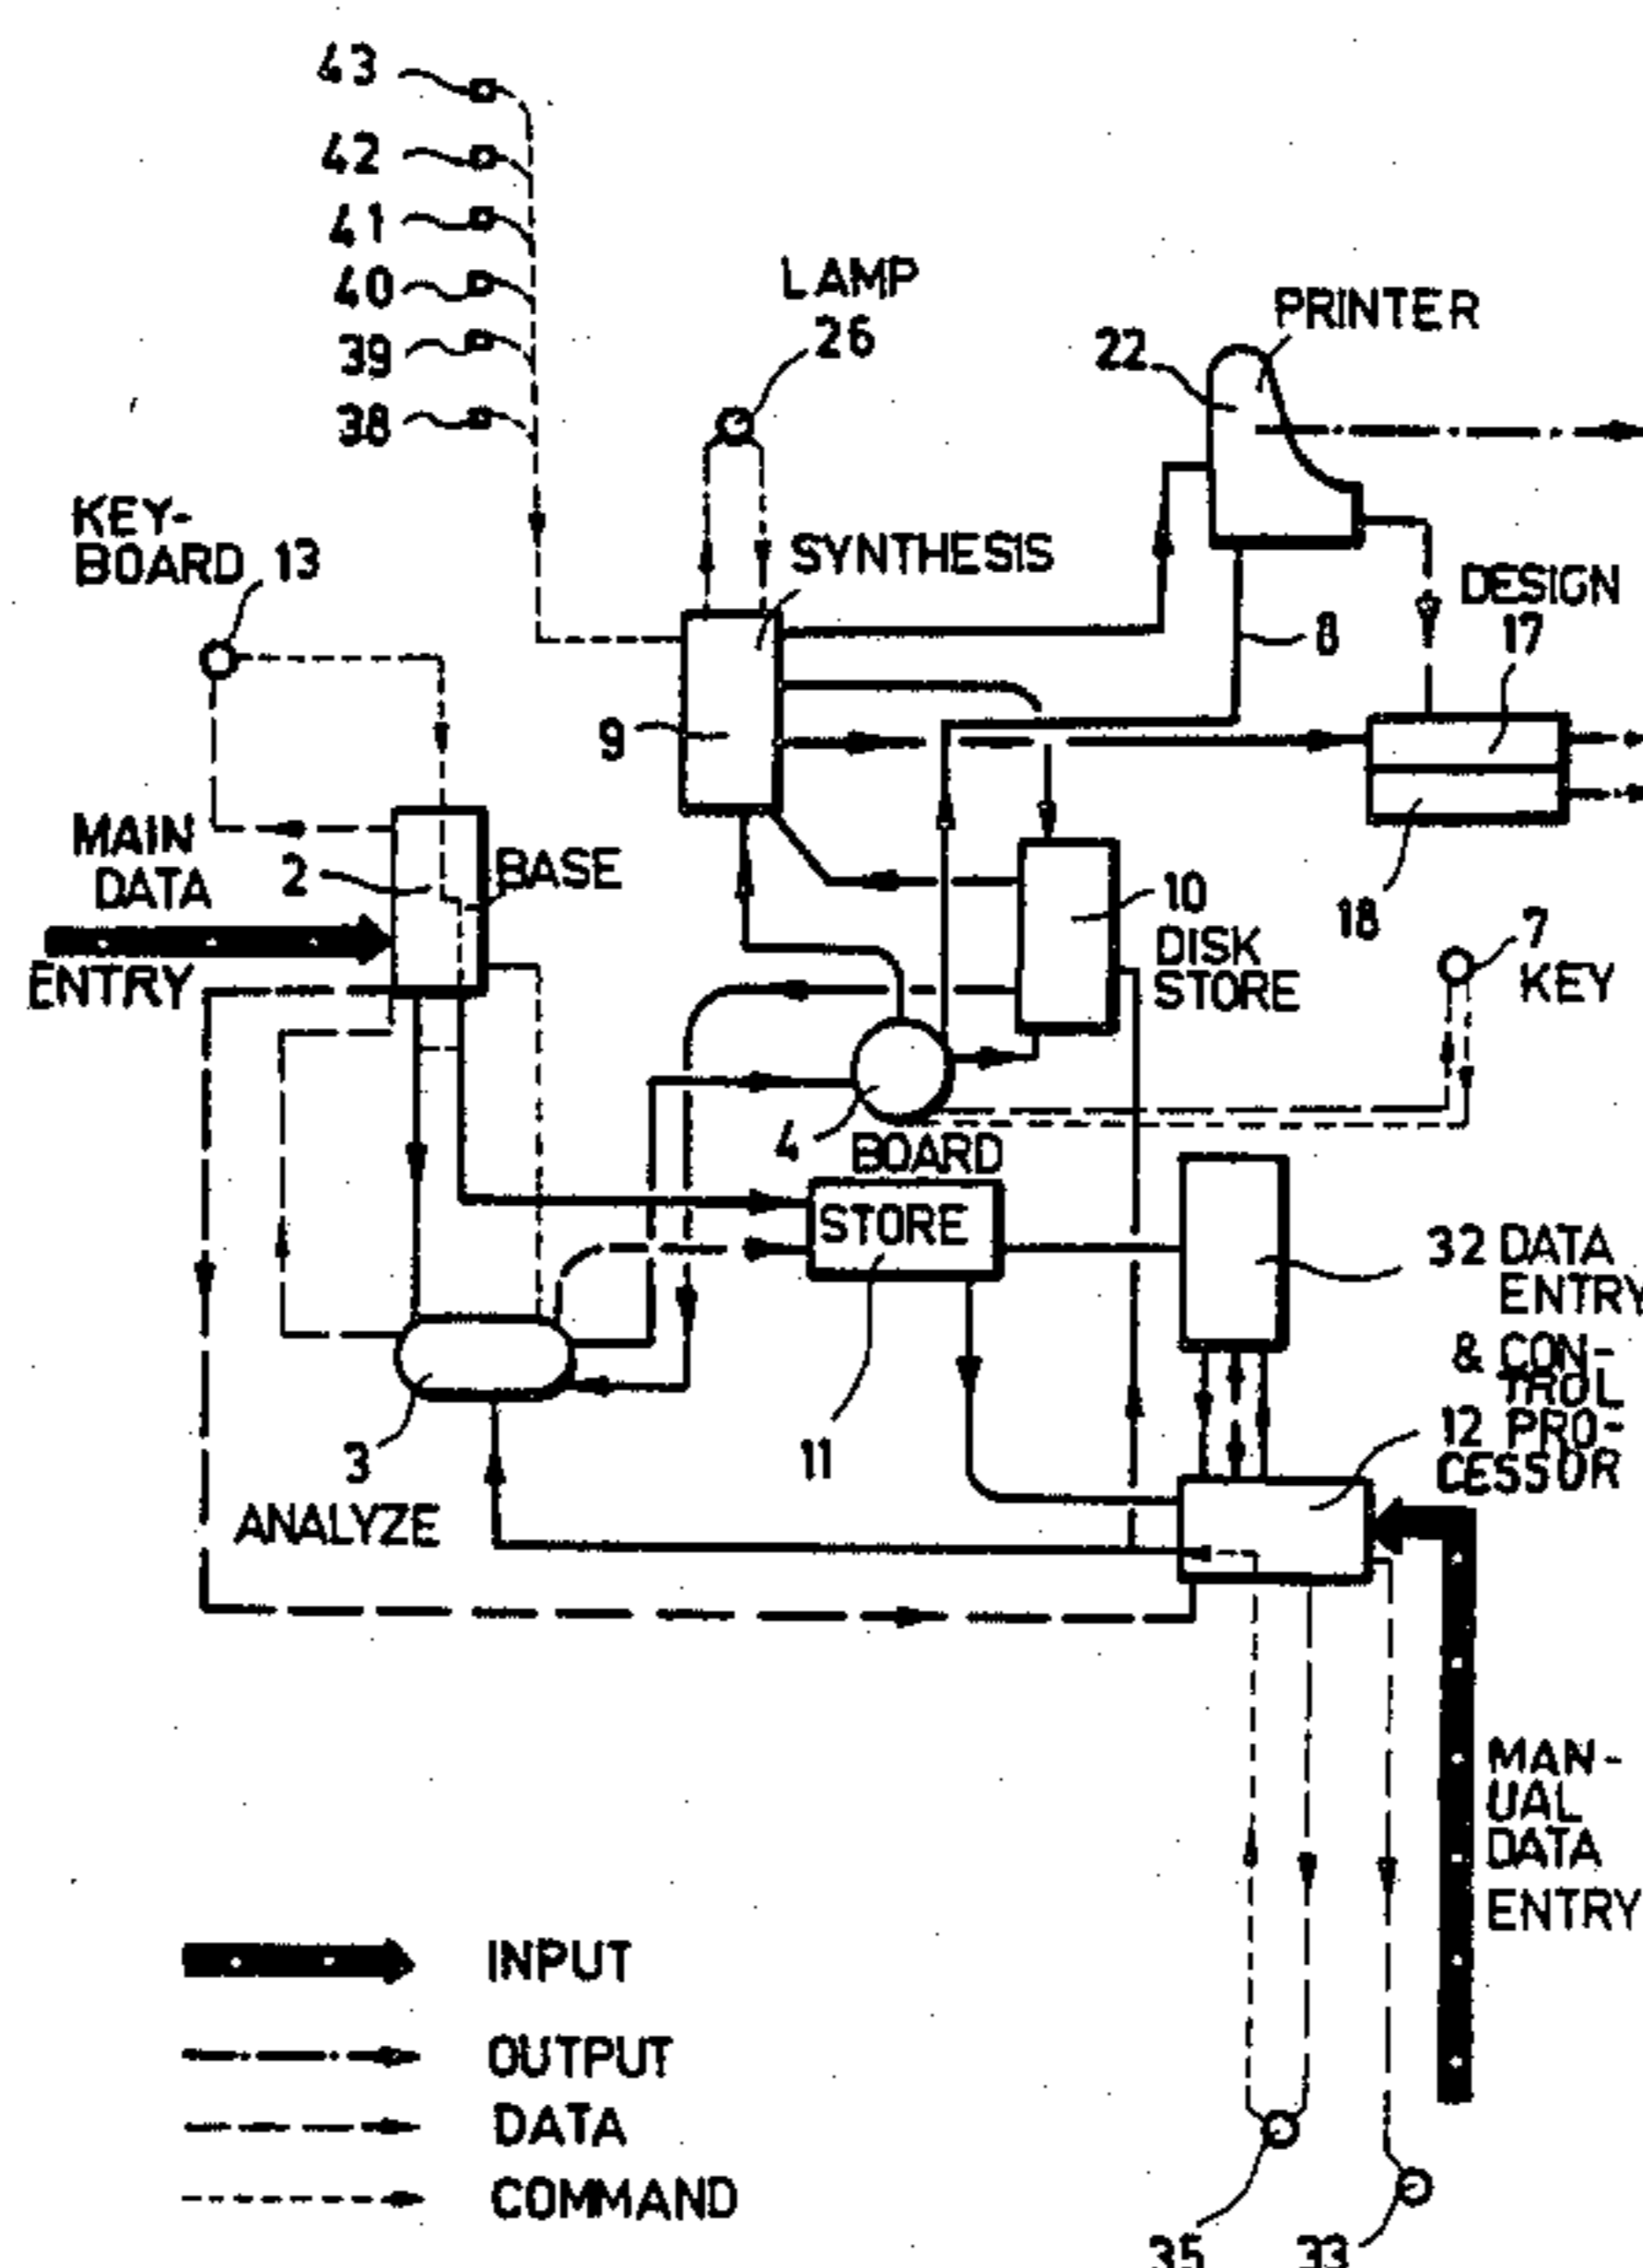 43
42
41
40
39
38
LAMP
26
PRINTER
22
KEY-
BOARD 13
SYNTHESIS
DESIGN
17
8
9
MAIN
DATA
2
BASE
ENTRY
10
DISK
STORE
18
7
KEY
4
BOARD
STORE
32 DATA
ENTRY
& CON-
TROL
12 PRO-
CESSOR
3
11
ANALYZE
MAN-
UAL
DATA
ENTRY
INPUT
OUTPUT
DATA
COMMAND
35
33